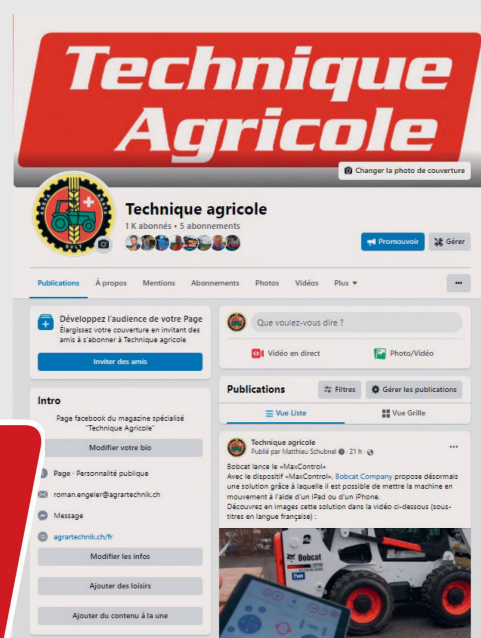 Technique
Agricole
Changer la photo de couverture
Technique agricole
1 K abonnés • 5 abonnements
Promouvoir
Gérer
Publications
À propos
Mentions
Abonnements
Photos
Vidéos
Plus
Développez l'audience de votre Page
Élargissez votre couverture en invitant des
amis à s'abonner à Technique agricole
Inviter des amis
Intro
Page facebook du magazine spécialisé
"Technique Agricole"
Modifier votre bio
Page · Personnalité publique
roman.engeler@agrartechnik.ch
Message
agrartechnik.ch/fr
Modifier les infos
Ajouter des loisirs
Ajouter du contenu à la une
Que voulez-vous dire ?
Vidéo en direct
Photo/Vidéo
Publications
Filtres
Gérer les publications
Vue Liste
Vue Grille
Technique agricole
Publié par Matthieu Schubnel · 21 h ·
Bobcat lance le «MaxControl»
Avec le dispositif «MaxControl», Bobcat Company propose désormais
une solution grâce à laquelle il est possible de mettre la machine en
mouvement à l'aide d'un iPad ou d'un iPhone.
Découvrez en images cette solution dans la vidéo ci-dessous (sous-
titres en langue française) :
Bobcat